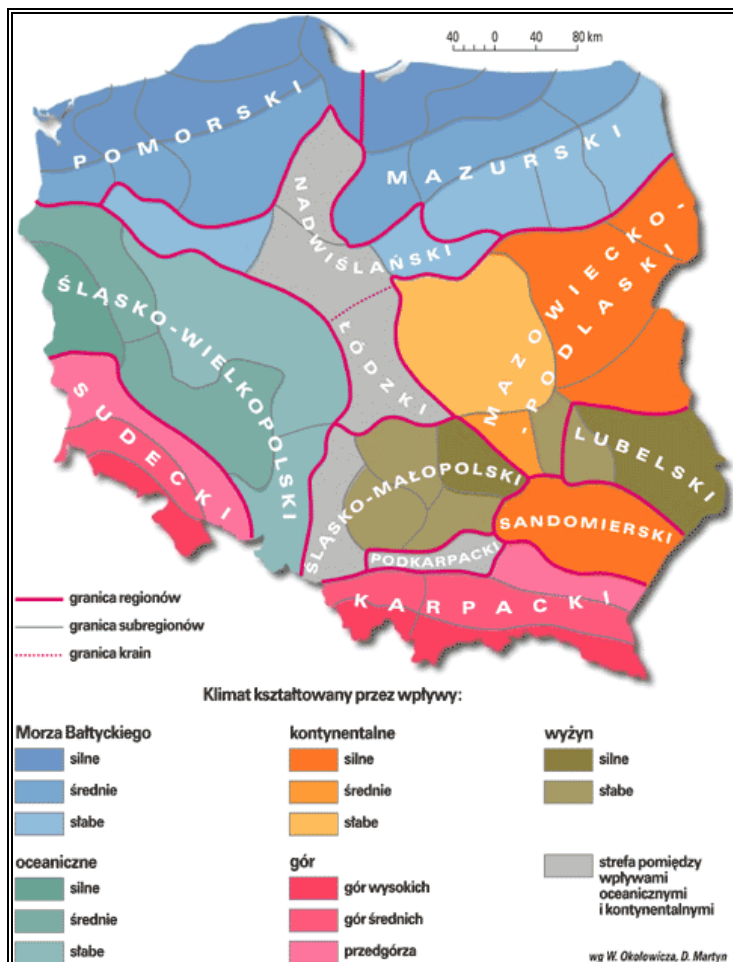 40 0 40 80 km
POMORSKI
MAZURSKI
NADWIŚLAŃSKI
ŚLĄSKO-WIELKOPOLSKI
ŁÓDZKI
MAZOWIECKO-
-PODLASKI
SUDECKI
LUBELSKI
ŚLĄSKO-MAŁOPOLSKI
SANDOMIERSKI
PODKARPACKI
KARPACKI
granica regionów
granica subregionów
granica krain
Klimat kształtowany przez wpływy:
Morza Bałtyckiego
silne
średnie
słabe
kontynentalne
silne
średnie
słabe
wyżyn
silne
słabe
oceaniczne
silne
średnie
słabe
gór
gór wysokich
gór średnich
przedgórza
strefa pomiędzy
wpływami
oceanicznymi
i kontynentalnymi
wg W. Okołowicza, D. Martyn